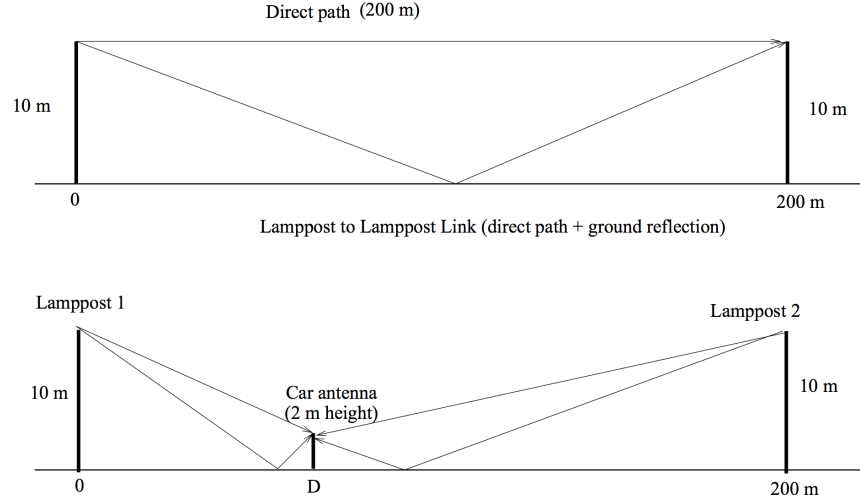 Direct path (200 m)
10 m
10 m
0
200 m
Lamppost to Lamppost Link (direct path + ground reflection)
Lamppost 1
Lamppost 2
10 m
Car antenna
(2 m height)
10 m
0
D
200 m